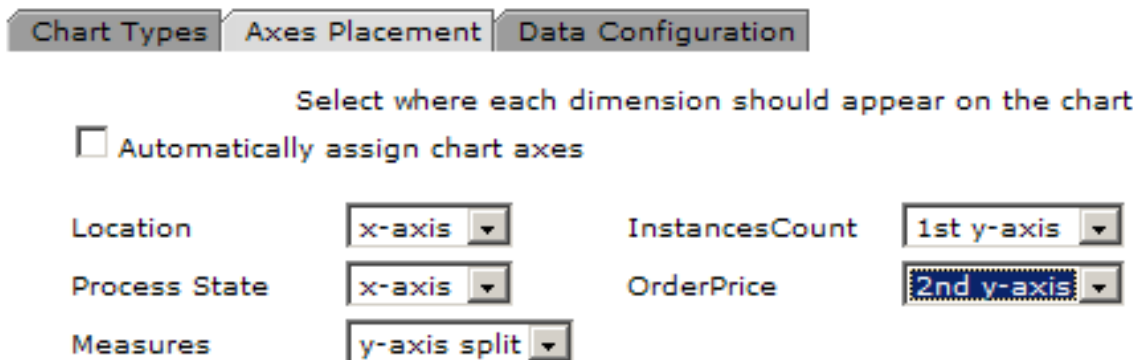 Chart Types Axes Placement Data Configuration
Select where each dimension should appear on the chart
Automatically assign chart axes
Location x-axis InstancesCount 1st y-axis
Process State x-axis OrderPrice 2nd y-axis
Measures y-axis split